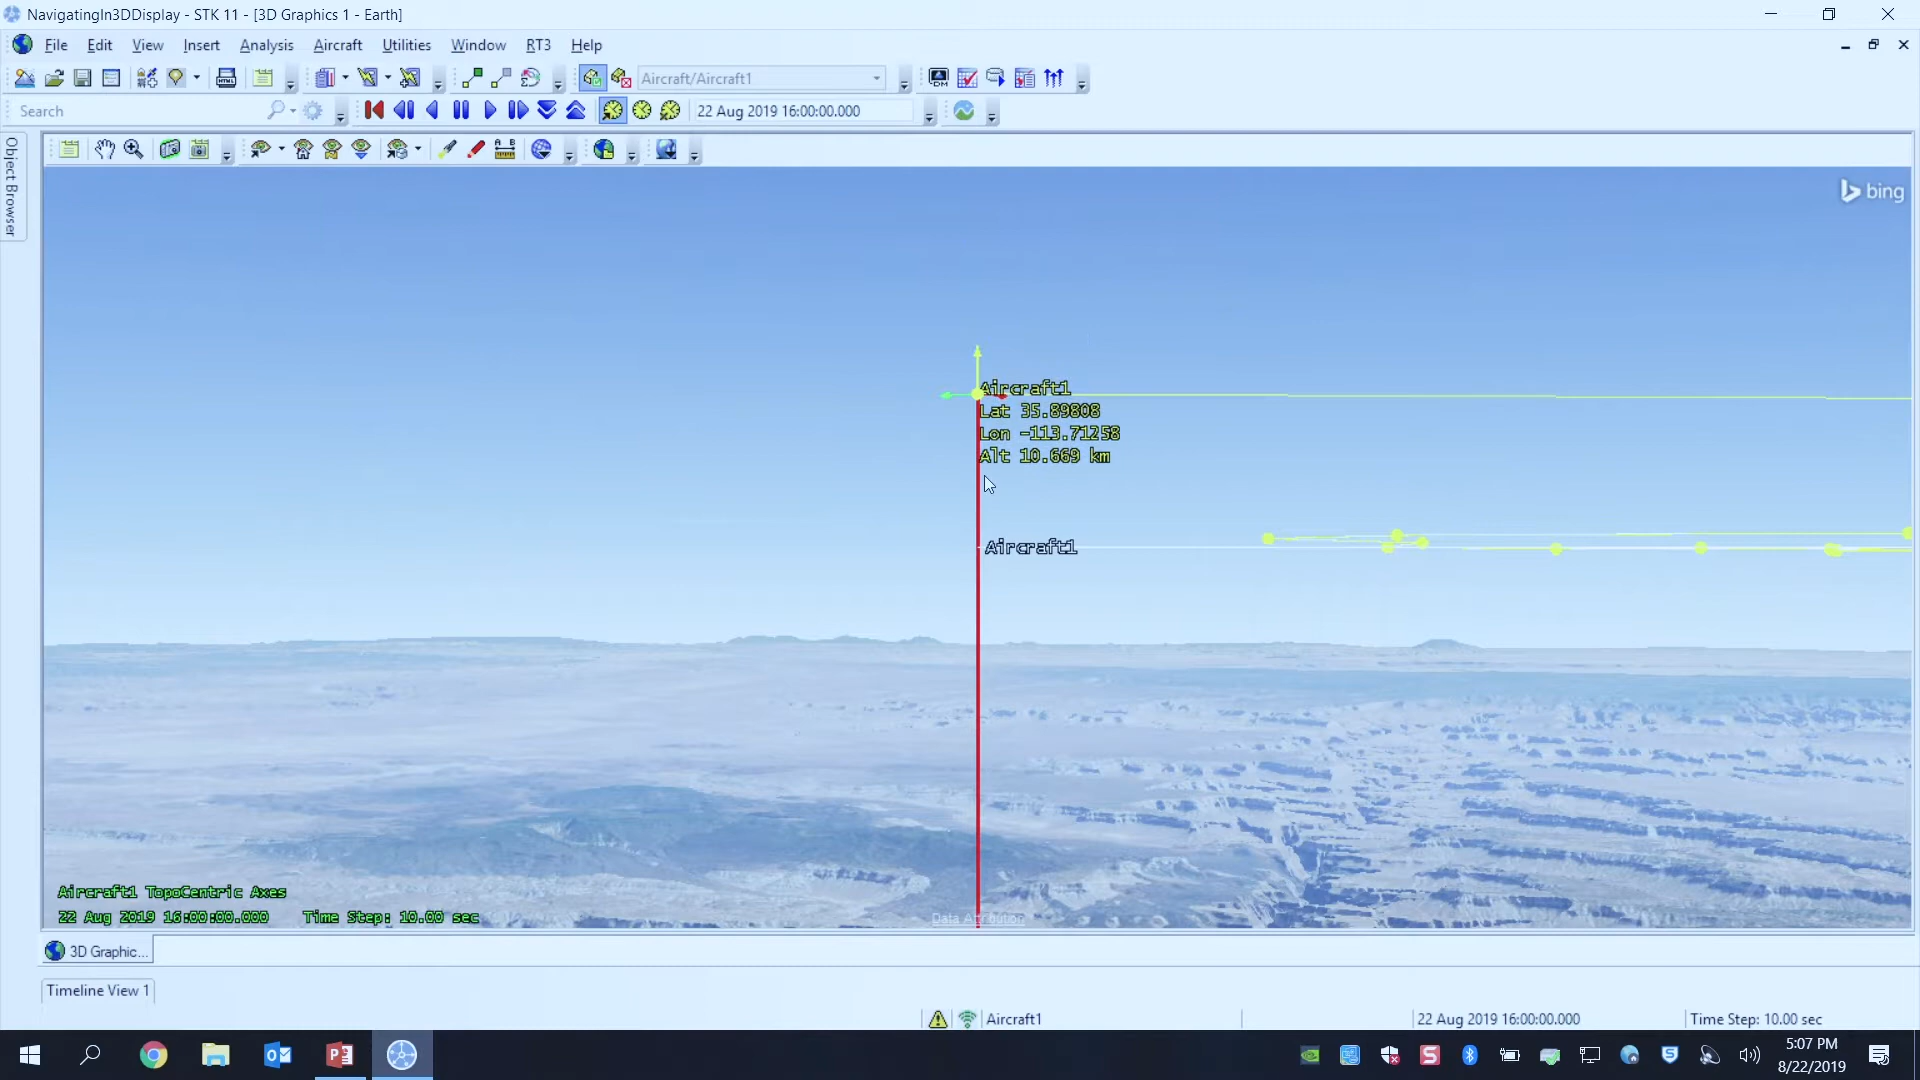 NavigatingIn3DDisplay - STK 11 - [3D Graphics 1 - Earth]
File Edit View Insert Analysis Aircraft Utilities Window RT3 Help
Aircraft/Aircraft1
Search
22 Aug 2019 16:00:00.000
Object Browser
bing
Aircraft1
Lat 35.89808
Lon -113.71258
Alt 10.669 km
Aircraft1
Aircraft1 TopoCentric Axes
22 Aug 2019 16:00:00.000 Time Step: 10.00 sec
Data Attribution
3D Graphic...
Timeline View 1
Aircraft1
22 Aug 2019 16:00:00.000
Time Step: 10.00 sec
5:07 PM
8/22/2019